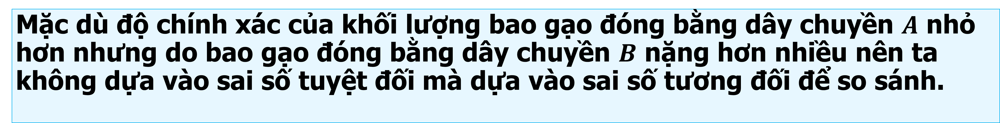 Mặc dù độ chính xác của khối lượng bao gạo đóng bằng dây chuyền A nhỏ
hơn nhưng do bao gạo đóng bằng dây chuyền B nặng hơn nhiều nên ta
không dựa vào sai số tuyệt đối mà dựa vào sai số tương đối để so sánh.